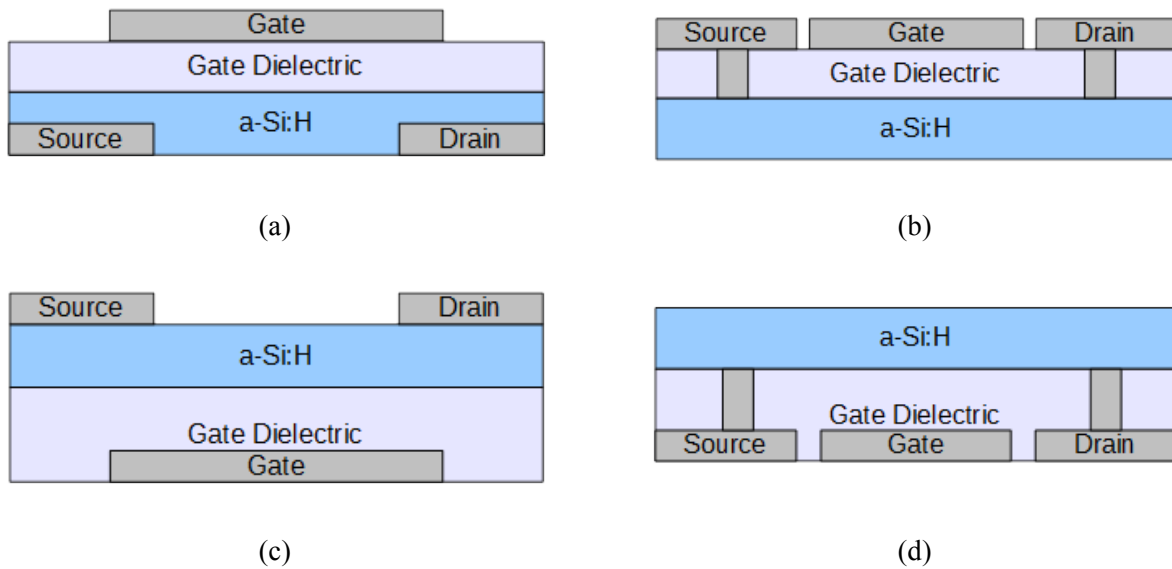 Gate
Gate Dielectric
a-Si:H
Source
Drain
(a)
Source
Gate
Drain
Gate Dielectric
a-Si:H
(b)
Source
Drain
a-Si:H
Gate Dielectric
Gate
(c)
a-Si:H
Gate Dielectric
Source
Gate
Drain
(d)